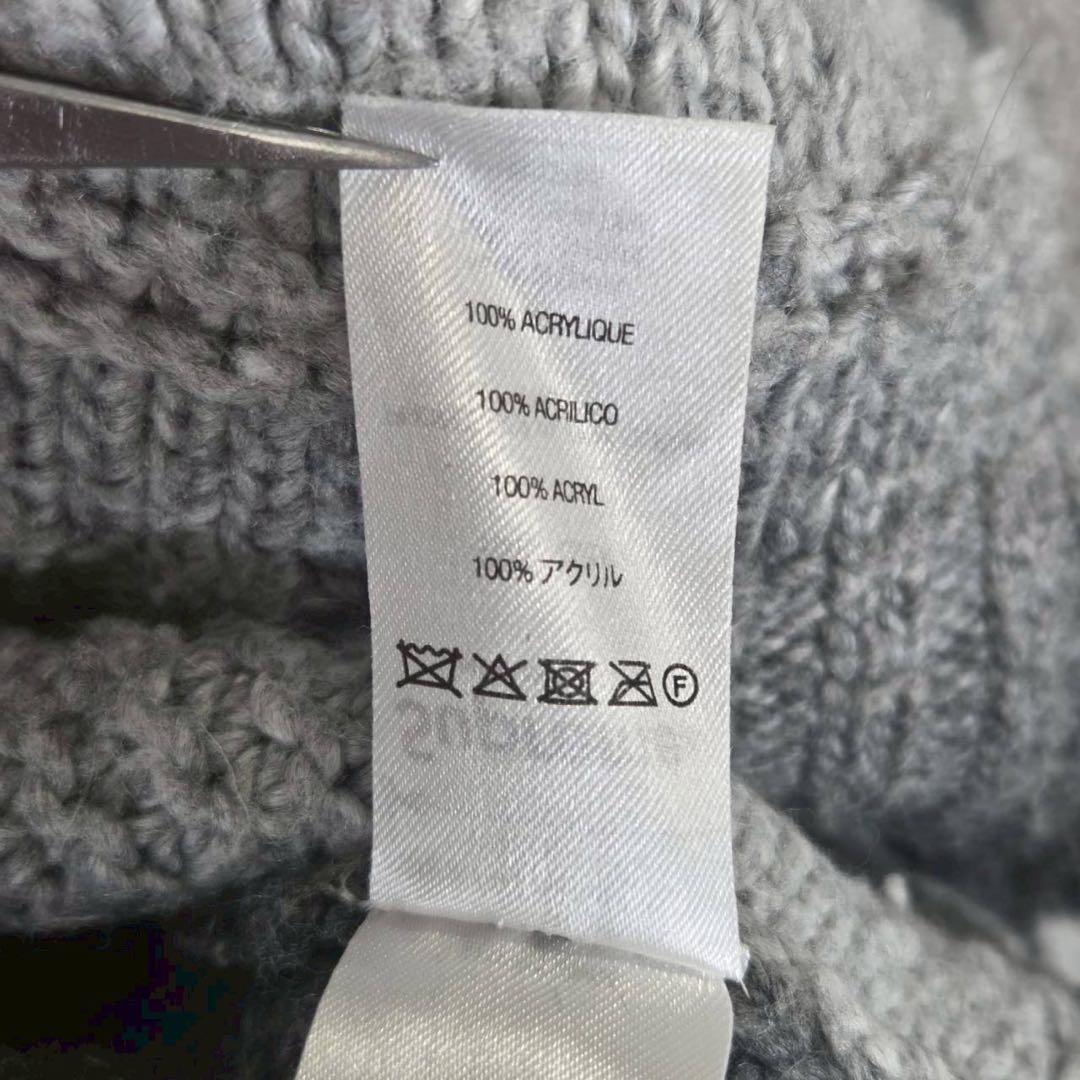 100% ACRYLIQUE
100% ACRILICO
100% ACRYL
100% アクリル
F